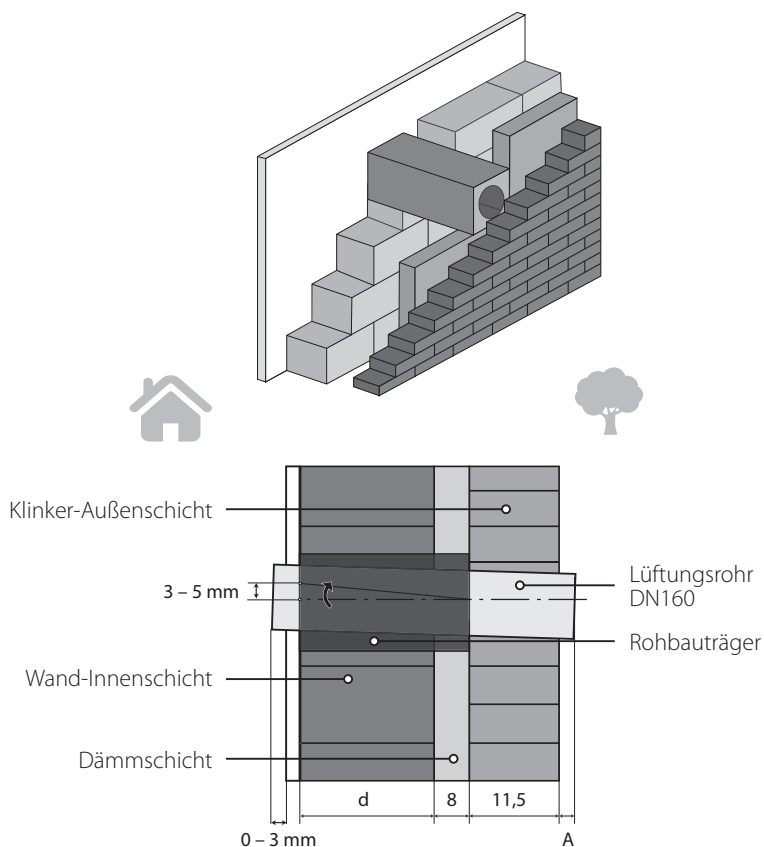 Klinker-Außenschicht
3 – 5 mm
Lüftungsrohr
DN160
Rohbauträger
Wand-Innenschicht
Dämmschicht
d
8
11,5
0 – 3 mm
A